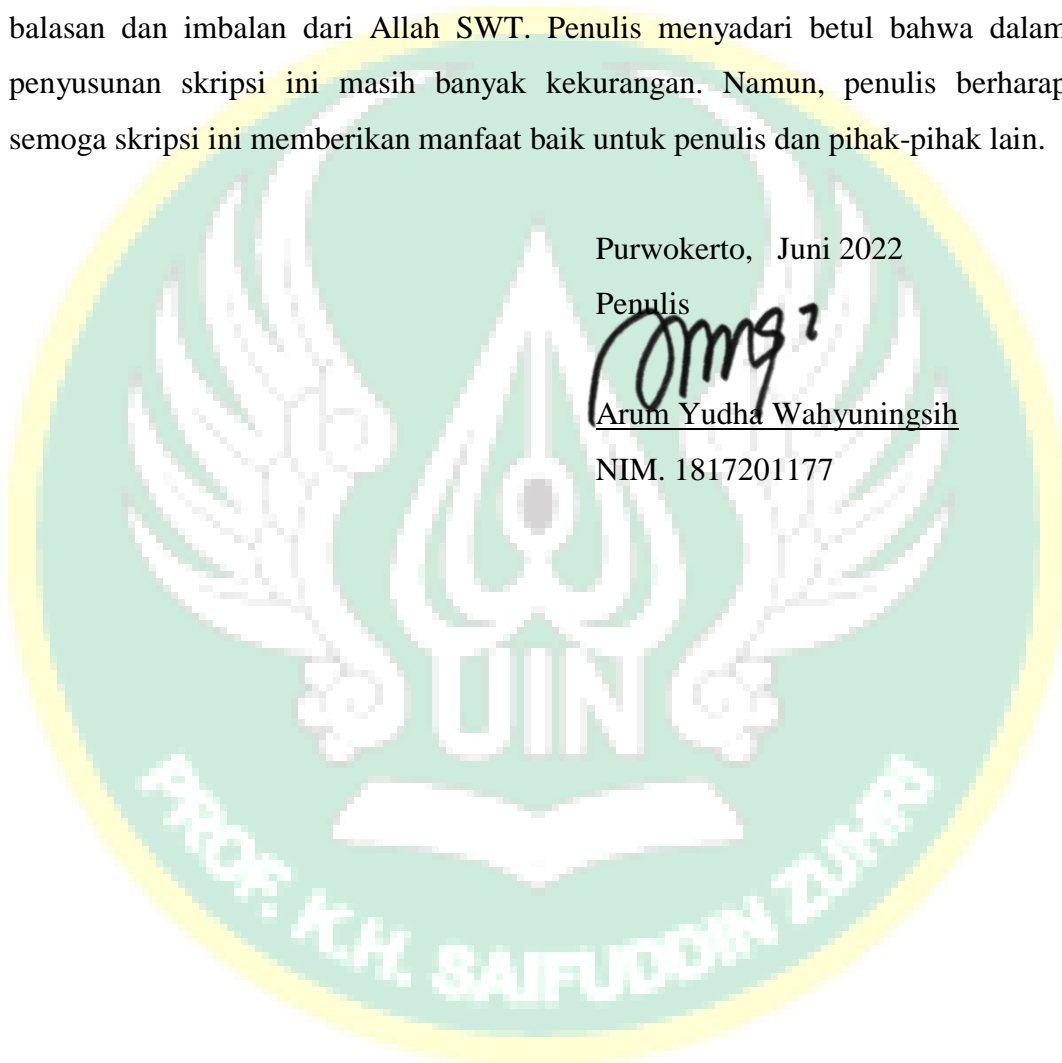 balasan dan imbalan dari Allah SWT. Penulis menyadari betul bahwa dalam
penyusunan skripsi ini masih banyak kekurangan. Namun, penulis berharap
semoga skripsi ini memberikan manfaat baik untuk penulis dan pihak-pihak lain.
Purwokerto, Juni 2022
Penulis
Arum Yudha Wahyuningsih
NIM. 1817201177
UIN
PROF. K.H. SAIFUDDIN ZUHRI